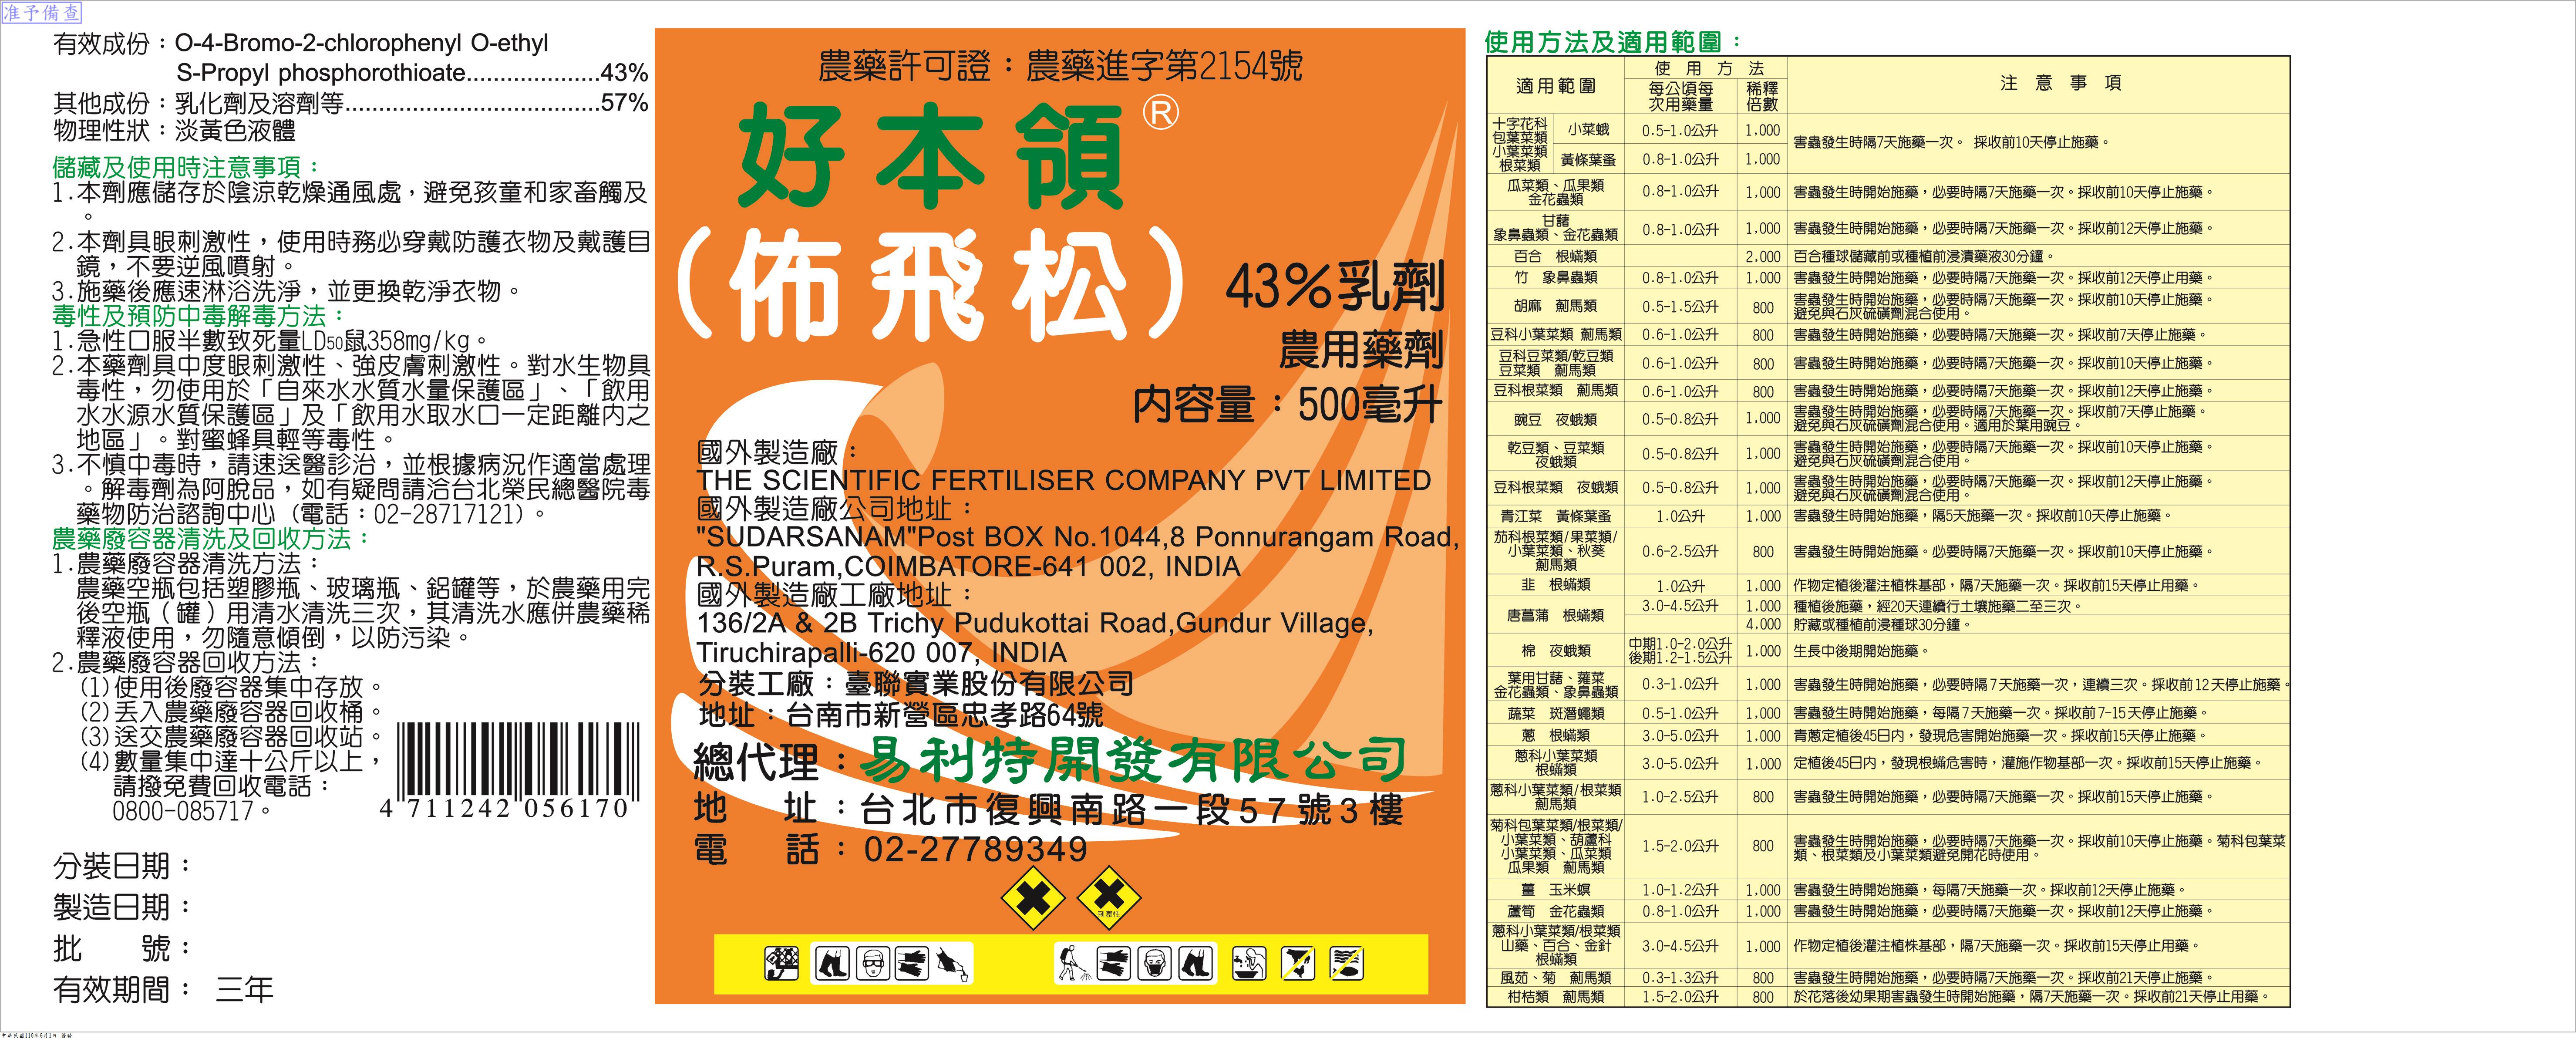 准予備查
有效成份：O-4-Bromo-2-chlorophenyl O-ethyl
S-Propyl phosphorothioate....................43%
其他成份：乳化劑及溶劑等......................................57%
物理性狀：淡黃色液體
儲藏及使用時注意事項：
1.本劑應儲存於陰涼乾燥通風處，避免孩童和家畜觸及
。
2.本劑具眼刺激性，使用時務必穿戴防護衣物及戴護目
鏡，不要逆風噴射。
3.施藥後應速淋浴洗淨，並更換乾淨衣物。
毒性及預防中毒解毒方法：
1.急性口服半數致死量LD50鼠358mg/kg。
2.本藥劑具中度眼刺激性、強皮膚刺激性。對水生物具
毒性，勿使用於「自來水水質水量保護區」、「飲用
水水源水質保護區」及「飲用水取水口一定距離內之
地區」。對蜜蜂具輕等毒性。
3.不慎中毒時，請速送醫診治，並根據病況作適當處理
。解毒劑為阿脫品，如有疑問請洽台北榮民總醫院毒
藥物防治諮詢中心（電話：02-28717121）。
農藥廢容器清洗及回收方法：
1.農藥廢容器清洗方法：
農藥空瓶包括塑膠瓶、玻璃瓶、鋁罐等，於農藥用完
後空瓶（罐）用清水清洗三次，其清洗水應併農藥稀
釋液使用，勿隨意傾倒，以防污染。
2.農藥廢容器回收方法：
(1)使用後廢容器集中存放。
(2)丟入農藥廢容器回收桶。
(3)送交農藥廢容器回收站。
(4)數量集中達十公斤以上，
請撥免費回收電話：
0800-085717。
4 711242 056170
分裝日期：
製造日期：
批　　號：
有效期間： 三年
農藥許可證：農藥進字第2154號
好本領®
(佈飛松)
43%乳劑
農用藥劑
內容量：500毫升
國外製造廠：
THE SCIENTIFIC FERTILISER COMPANY PVT LIMITED
國外製造廠公司地址：
"SUDARSANAM"Post BOX No.1044,8 Ponnurangam Road,
R.S.Puram,COIMBATORE-641 002, INDIA
國外製造廠工廠地址：
136/2A & 2B Trichy Pudukottai Road,Gundur Village,
Tiruchirapalli-620 007, INDIA
分裝工廠：臺聯實業股份有限公司
地址：台南市新營區忠孝路64號
總代理：易利特開發有限公司
地　　址：台北市復興南路一段57號3樓
電　　話：02-27789349
刺激性
使用方法及適用範圍：
適用範圍 使用方法 注意事項
每公頃每次用藥量 稀釋倍數
十字花科包葉菜類小葉菜類根菜類 小菜蛾 0.5-1.0公升 1,000 害蟲發生時隔7天施藥一次。 採收前10天停止施藥。
黃條葉蚤 0.8-1.0公升 1,000
瓜菜類、瓜果類 金花蟲類 0.8-1.0公升 1,000 害蟲發生時開始施藥，必要時隔7天施藥一次。採收前10天停止施藥。
甘藷 象鼻蟲類、金花蟲類 0.8-1.0公升 1,000 害蟲發生時開始施藥，必要時隔7天施藥一次。採收前12天停止施藥。
百合 根蟎類 2,000 百合種球儲藏前或種植前浸漬藥液30分鐘。
竹 象鼻蟲類 0.8-1.0公升 1,000 害蟲發生時開始施藥，必要時隔7天施藥一次。採收前12天停止用藥。
胡麻 薊馬類 0.5-1.5公升 800 害蟲發生時開始施藥，必要時隔7天施藥一次。採收前10天停止施藥。
避免與石灰硫磺劑混合使用。
豆科小葉菜類 薊馬類 0.6-1.0公升 800 害蟲發生時開始施藥，必要時隔7天施藥一次。採收前7天停止施藥。
豆科豆菜類/乾豆類 豆菜類 薊馬類 0.6-1.0公升 800 害蟲發生時開始施藥，必要時隔7天施藥一次。採收前10天停止施藥。
豆科根菜類 薊馬類 0.6-1.0公升 800 害蟲發生時開始施藥，必要時隔7天施藥一次。採收前12天停止施藥。
豌豆 夜蛾類 0.5-0.8公升 1,000 害蟲發生時開始施藥，必要時隔7天施藥一次。採收前7天停止施藥。
避免與石灰硫磺劑混合使用。適用於葉用豌豆。
乾豆類、豆菜類 夜蛾類 0.5-0.8公升 1,000 害蟲發生時開始施藥，必要時隔7天施藥一次。採收前10天停止施藥。
避免與石灰硫磺劑混合使用。
豆科根菜類 夜蛾類 0.5-0.8公升 1,000 害蟲發生時開始施藥，必要時隔7天施藥一次。採收前12天停止施藥。
避免與石灰硫磺劑混合使用。
青江菜 黃條葉蚤 1.0公升 1,000 害蟲發生時開始施藥，隔5天施藥一次。採收前10天停止施藥。
茄科根菜類/果菜類/小葉菜類、秋葵 薊馬類 0.6-2.5公升 800 害蟲發生時開始施藥。必要時隔7天施藥一次。採收前10天停止施藥。
韭 根蟎類 1.0公升 1,000 作物定植後灌注植株基部，隔7天施藥一次。採收前15天停止用藥。
唐菖蒲 根蟎類 3.0-4.5公升 1,000 種植後施藥，經20天連續行土壤施藥二至三次。
4,000 貯藏或種植前浸種球30分鐘。
棉 夜蛾類 中期1.0-2.0公升 後期1.2-1.5公升 1,000 生長中後期開始施藥。
葉用甘藷、蕹菜 金花蟲類、象鼻蟲類 0.3-1.0公升 1,000 害蟲發生時開始施藥，必要時隔7天施藥一次，連續三次。採收前12天停止施藥。
蔬菜 斑潛蠅類 0.5-1.0公升 1,000 害蟲發生時開始施藥，每隔7天施藥一次。採收前7-15天停止施藥。
蔥 根蟎類 3.0-5.0公升 1,000 青蔥定植後45日內，發現危害開始施藥一次。採收前15天停止施藥。
蔥科小葉菜類 根蟎類 3.0-5.0公升 1,000 定植後45日內，發現根蟎危害時，灌施作物基部一次。採收前15天停止施藥。
蔥科小葉菜類/根菜類 薊馬類 1.0-2.5公升 800 害蟲發生時開始施藥，必要時隔7天施藥一次。採收前15天停止施藥。
菊科包葉菜類/根菜類/小葉菜類、葫蘆科小葉菜類、瓜菜類 瓜果類 薊馬類 1.5-2.0公升 800 害蟲發生時開始施藥，必要時隔7天施藥一次。採收前10天停止施藥。菊科包葉菜
類、根菜類及小葉菜類避免開花時使用。
薑 玉米螟 1.0-1.2公升 1,000 害蟲發生時開始施藥，每隔7天施藥一次。採收前12天停止施藥。
蘆筍 金花蟲類 0.8-1.0公升 1,000 害蟲發生時開始施藥，必要時隔7天施藥一次。採收前12天停止施藥。
蔥科小葉菜類/根菜類 山藥、百合、金針 根蟎類 3.0-4.5公升 1,000 作物定植後灌注植株基部，隔7天施藥一次。採收前15天停止用藥。
風茹、菊 薊馬類 0.3-1.3公升 800 害蟲發生時開始施藥，必要時隔7天施藥一次。採收前21天停止施藥。
柑桔類 薊馬類 1.5-2.0公升 800 於花落後幼果期害蟲發生時開始施藥，隔7天施藥一次。採收前21天停止用藥。
中華民國110年6月1日 簽發